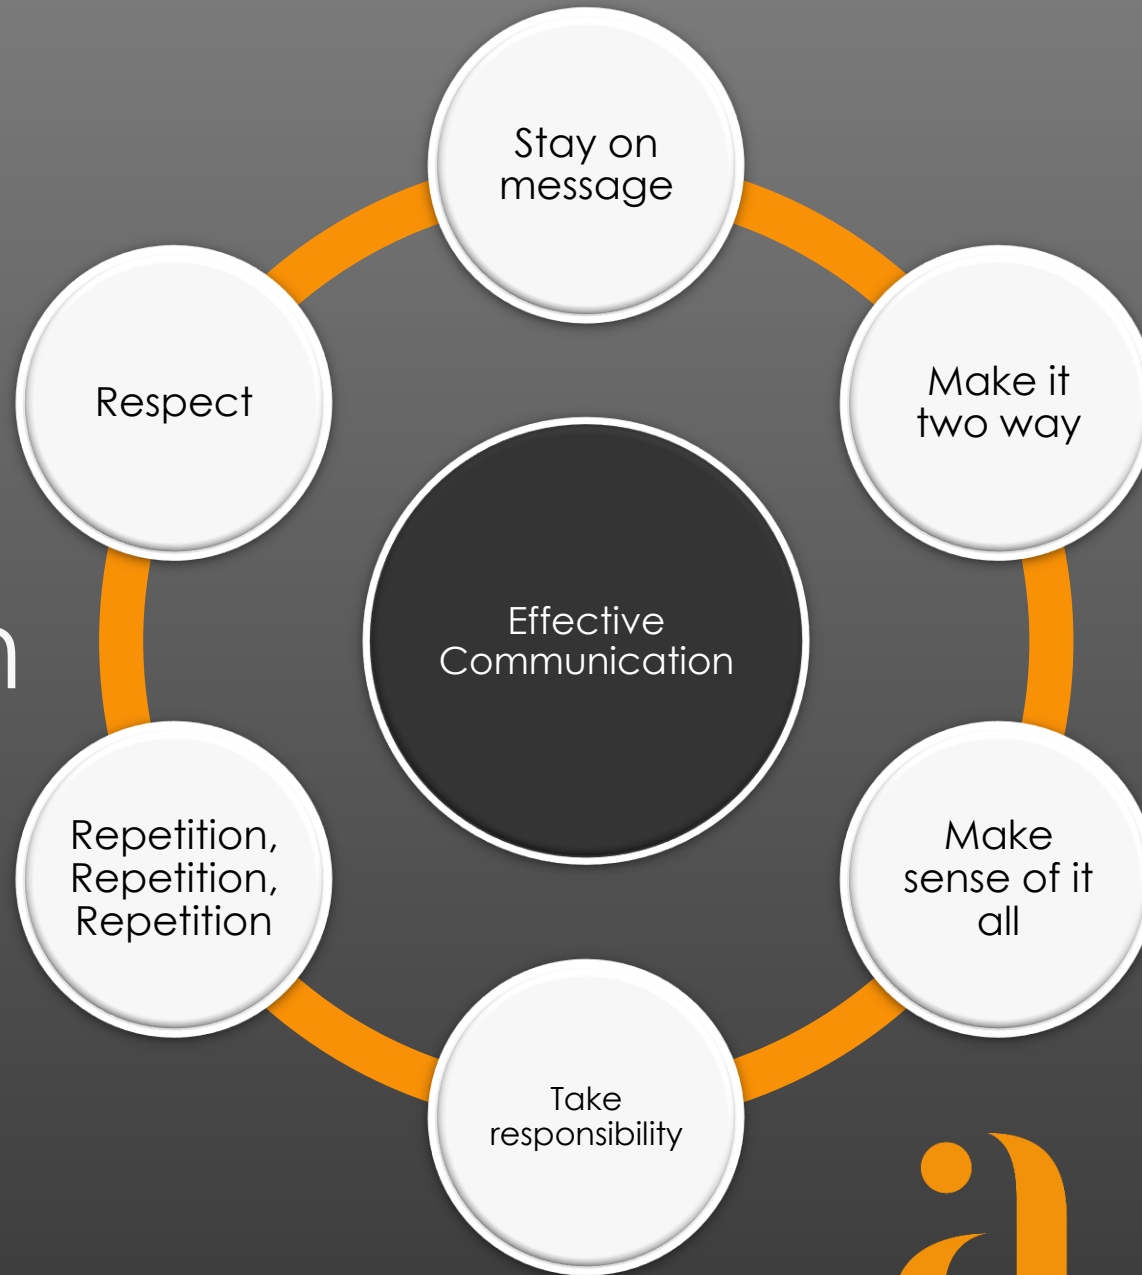 Stay on
message
Make it
two way
Make
sense of it
all
Take
responsibility
Repetition,
Repetition,
Repetition
Respect
Effective
Communication